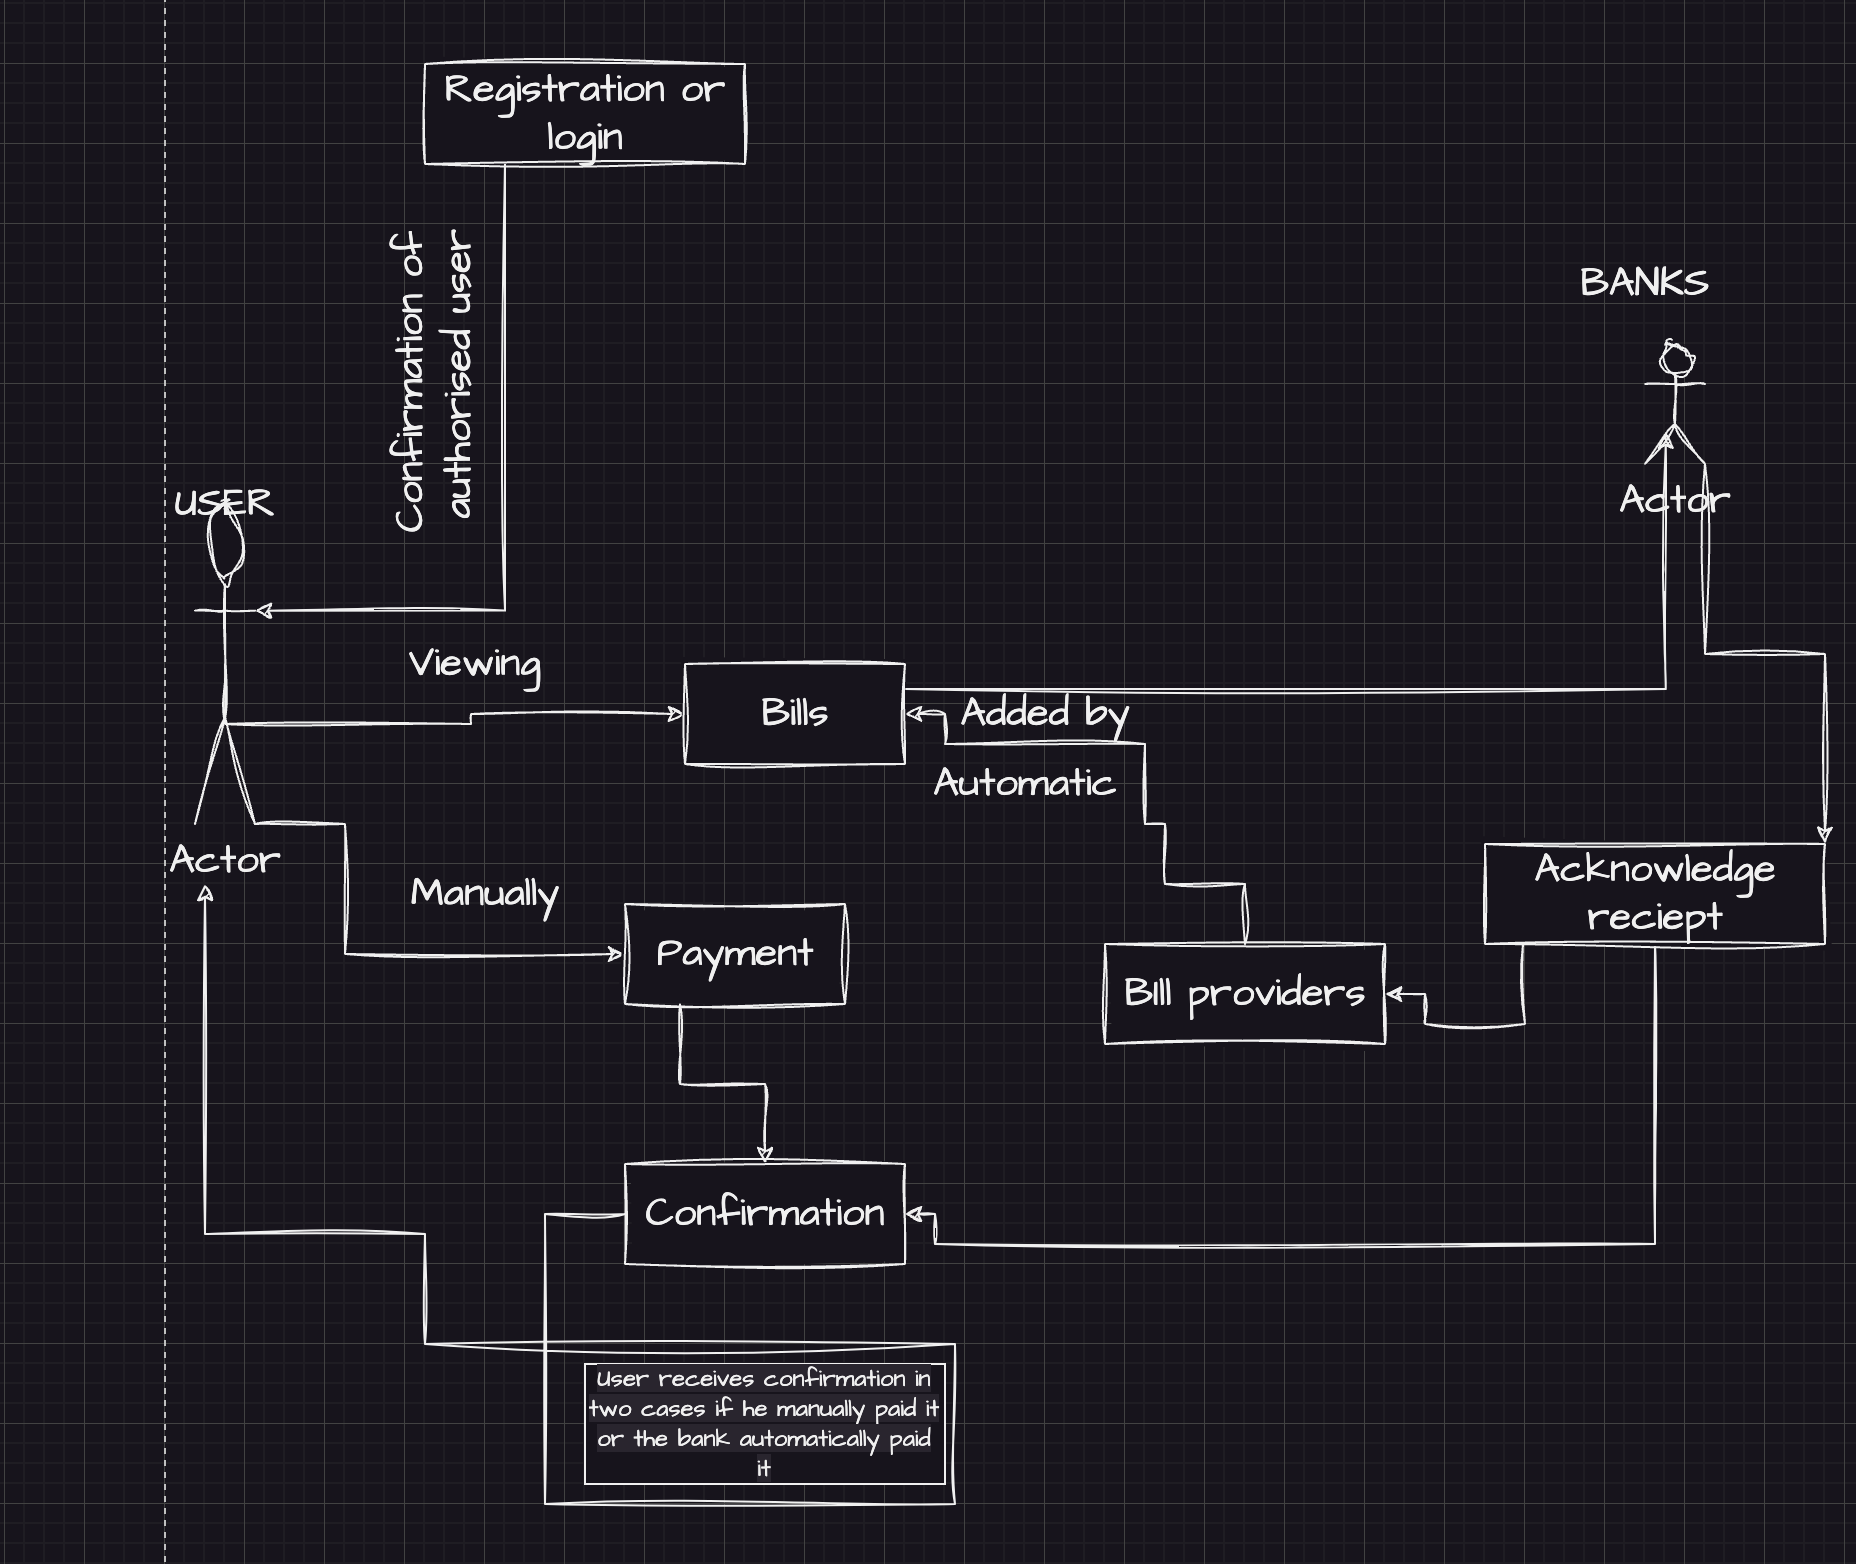 Registration or
login
Confirmation of
authorised user
BANKS
Actor
USER
Viewing
Bills
Added by
Automatic
Actor
Manually
Acknowledge
reciept
Payment
Bill providers
Confirmation
User receives confirmation in
two cases if he manually paid it
or the bank automatically paid
it